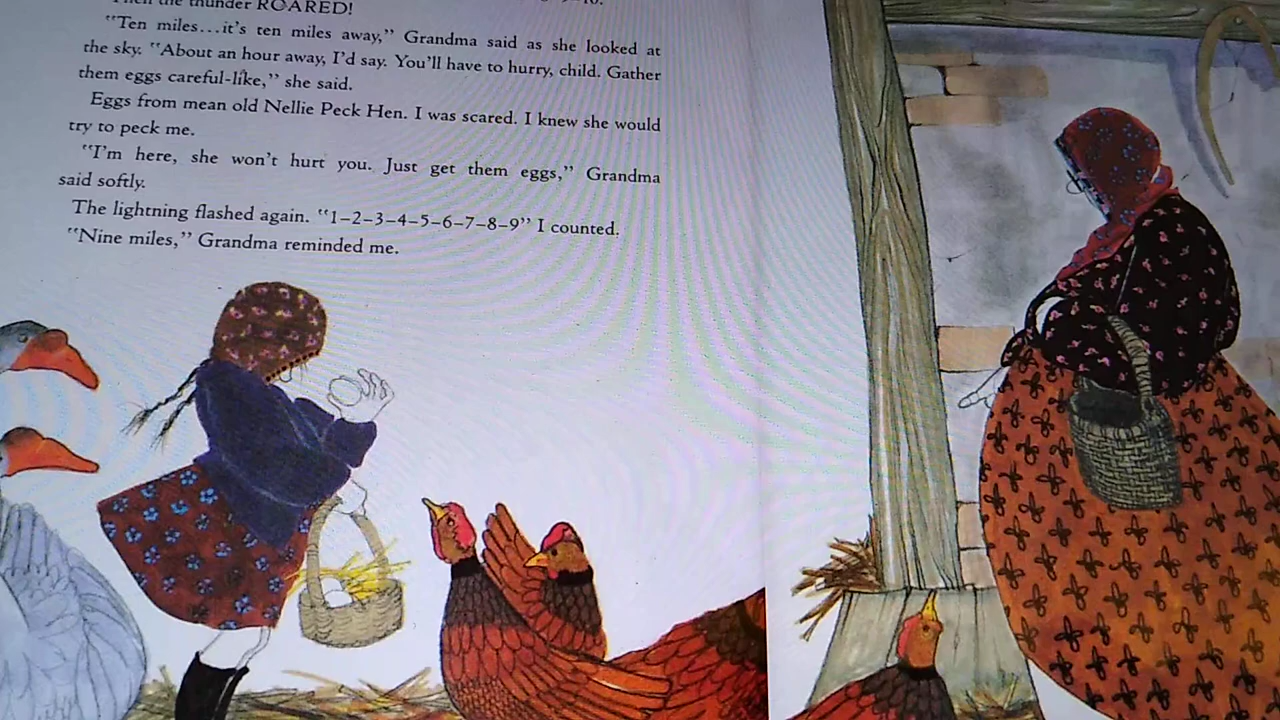 Then the thunder ROARED!
"Ten miles...it's ten miles away," Grandma said as she looked at
the sky. "About an hour away, I'd say. You'll have to hurry, child. Gather
them eggs careful-like," she said.
Eggs from mean old Nellie Peck Hen. I was scared. I knew she would
try to peck me.
"I'm here, she won't hurt you. Just get them eggs," Grandma
said softly.
The lightning flashed again. "1–2–3–4–5–6–7–8–9" I counted.
"Nine miles," Grandma reminded me.